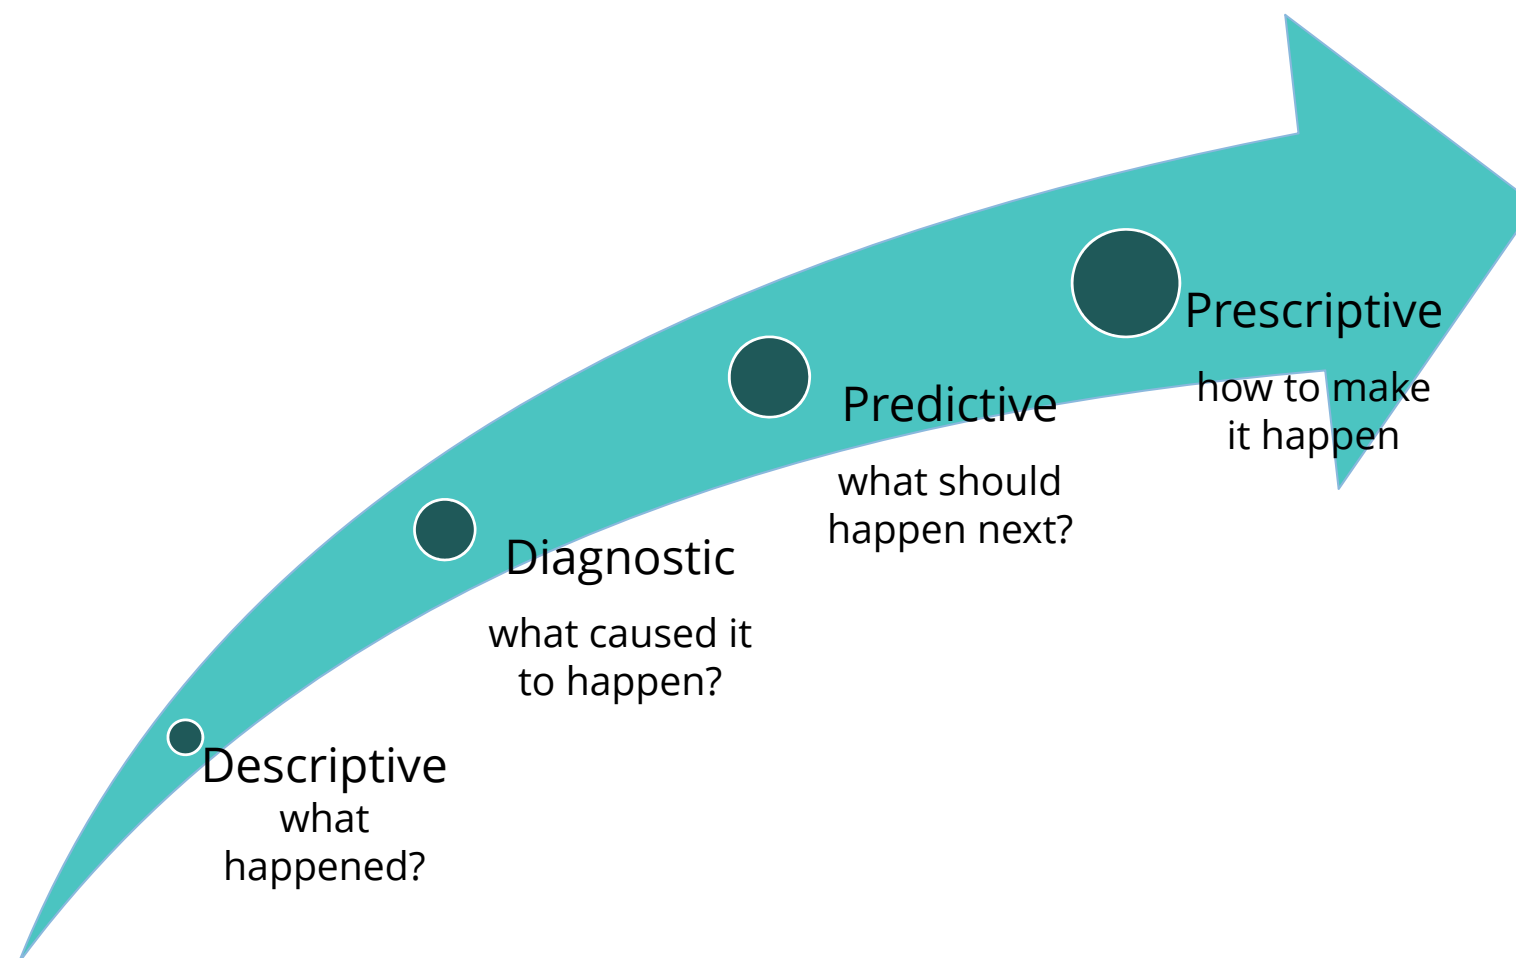 Descriptive
what
happened?
Diagnostic
what caused it
to happen?
Predictive
what should
happen next?
Prescriptive
how to make
it happen